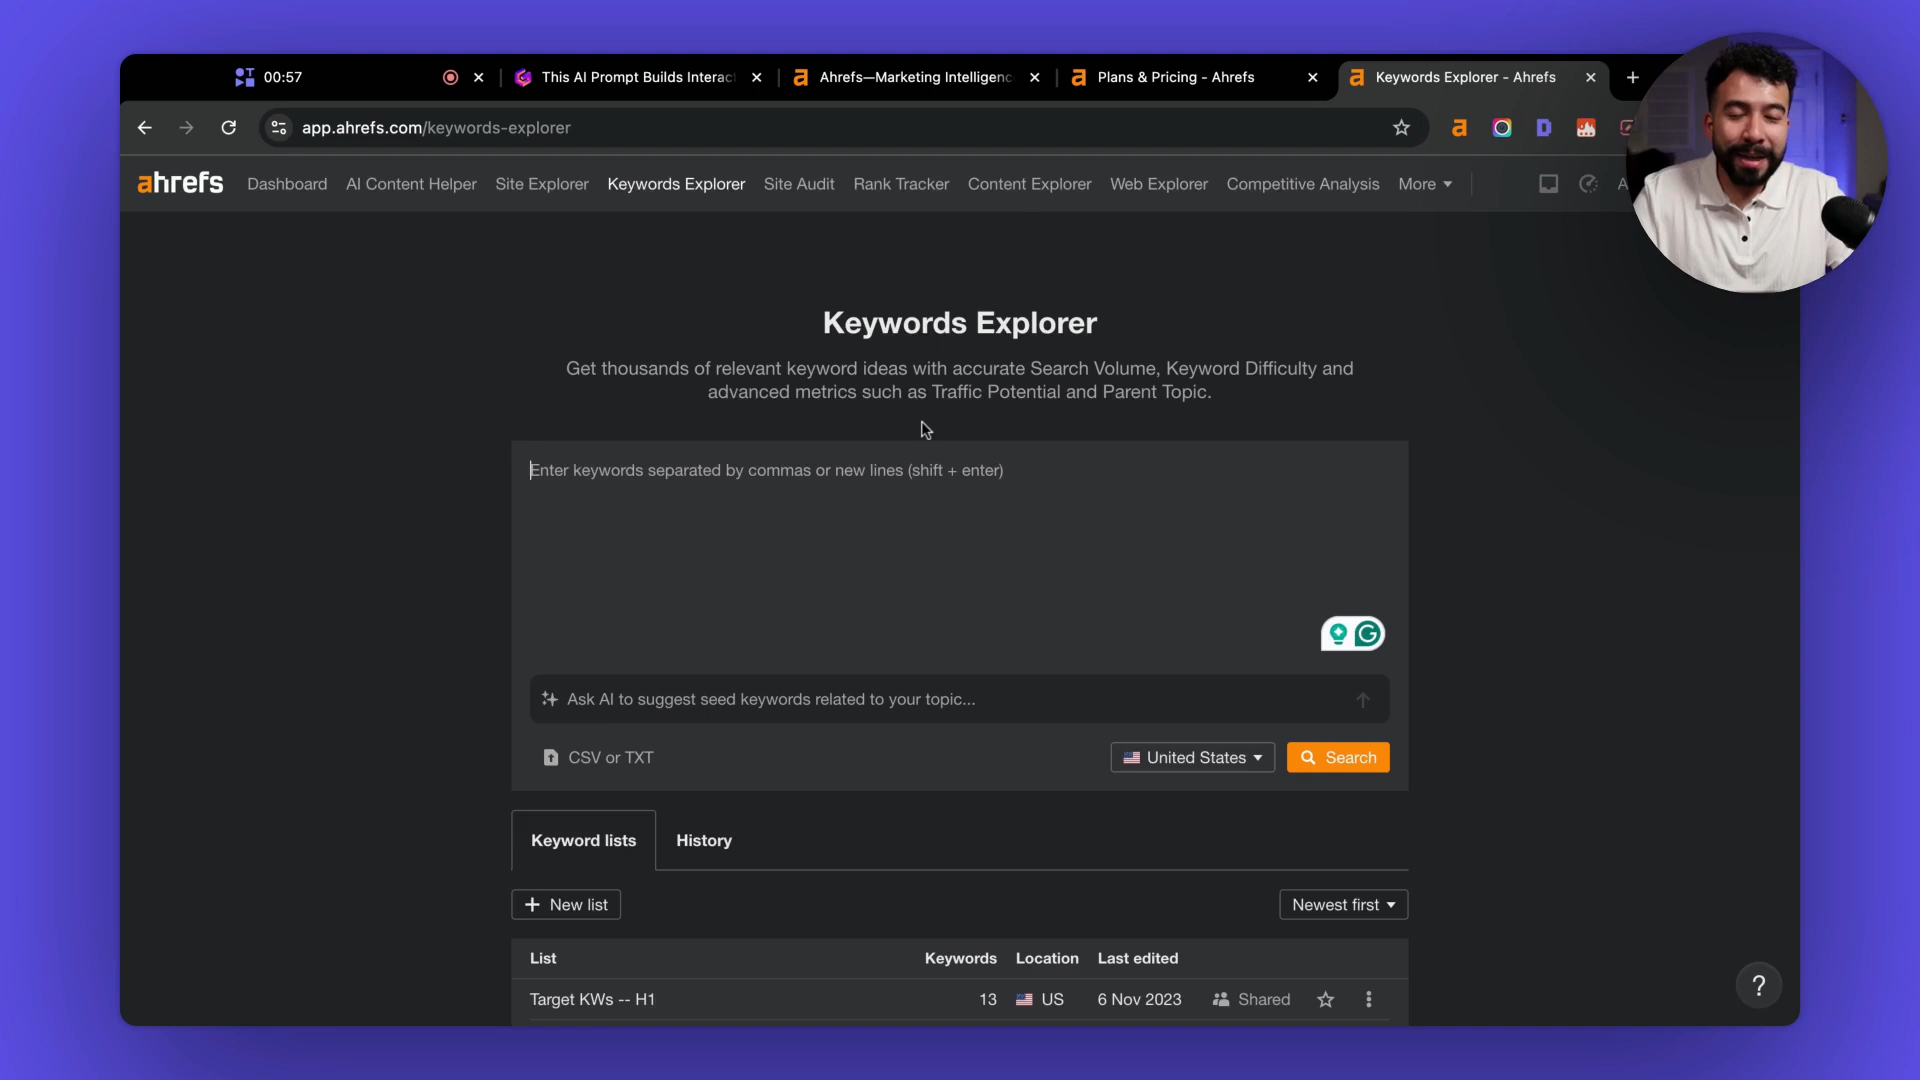 00:57
This AI Prompt Builds Interac
Ahrefs—Marketing Intelligenc
Plans & Pricing - Ahrefs
Keywords Explorer - Ahrefs
app.ahrefs.com/keywords-explorer
ahrefs
Dashboard
AI Content Helper
Site Explorer
Keywords Explorer
Site Audit
Rank Tracker
Content Explorer
Web Explorer
Competitive Analysis
More
Keywords Explorer
Get thousands of relevant keyword ideas with accurate Search Volume, Keyword Difficulty and
advanced metrics such as Traffic Potential and Parent Topic.
Enter keywords separated by commas or new lines (shift + enter)
Ask AI to suggest seed keywords related to your topic...
CSV or TXT
United States
Search
Keyword lists
History
New list
Newest first
List Keywords Location Last edited
Target KWs -- H1 13 US 6 Nov 2023 Shared
?